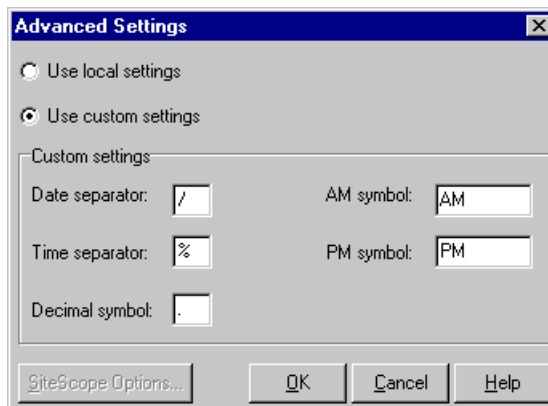 Advanced Settings
Use local settings
Use custom settings
Custom settings
Date separator: / AM symbol: AM
Time separator: % PM symbol: PM
Decimal symbol: .
SiteScope Options... OK Cancel Help